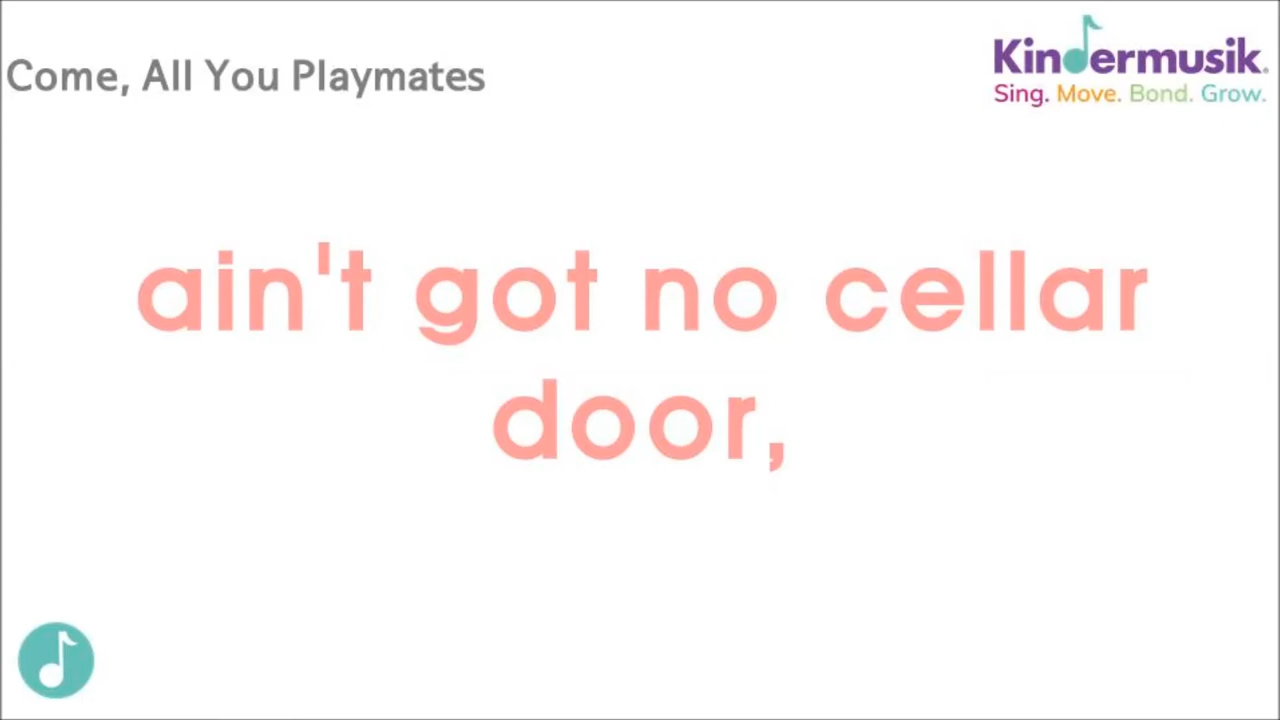 Come, All You Playmates
Kindermusik®
Sing. Move. Bond. Grow.
ain't got no cellar
door,